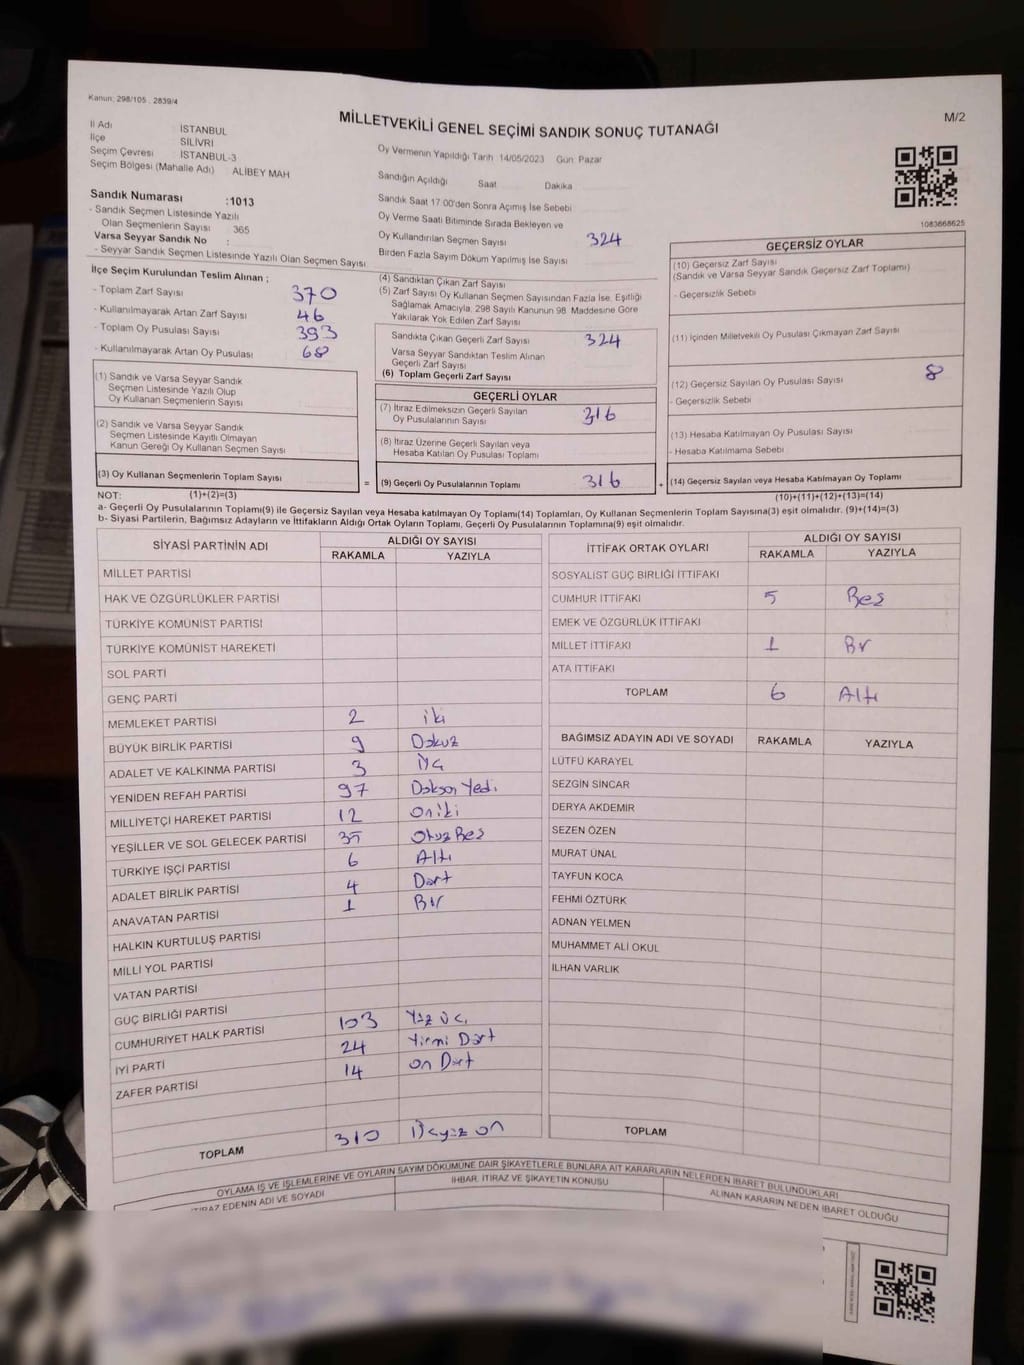 Kanun: 298/105 , 2839/4
MİLLETVEKİLİ GENEL SEÇİMİ SANDIK SONUÇ TUTANAĞI
M/2
İl Adı İSTANBUL
İlçe SİLİVRİ
Seçim Çevresi İSTANBUL-3
Seçim Bölgesi (Mahalle Adı) ALİBEY MAH
Sandık Numarası :1013
- Sandık Seçmen Listesinde Yazılı
Olan Seçmenlerin Sayısı 365
Varsa Seyyar Sandık No :
- Seyyar Sandık Seçmen Listesinde Yazılı Olan Seçmen Sayısı
Oy Vermenin Yapıldığı Tarih 14/05/2023 Gün Pazar
Sandığın Açıldığı Saat Dakika
Sandık Saat 17:00'den Sonra Açımış İse Sebebi
Oy Verme Saati Bitiminde Sırada Bekleyen ve
Oy Kullandırılan Seçmen Sayısı 324
Birden Fazla Sayım Döküm Yapılmış İse Sayısı
1083668625
İlçe Seçim Kurulundan Teslim Alınan ;
- Toplam Zarf Sayısı 370
- Kullanılmayarak Artan Zarf Sayısı 46
- Toplam Oy Pusulası Sayısı 393
- Kullanılmayarak Artan Oy Pusulası 68
(1) Sandık ve Varsa Seyyar Sandık
Seçmen Listesinde Yazılı Olup
Oy Kullanan Seçmenlerin Sayısı
(2) Sandık ve Varsa Seyyar Sandık
Seçmen Listesinde Kayıtlı Olmayan
Kanun Gereği Oy Kullanan Seçmen Sayısı
(3) Oy Kullanan Seçmenlerin Toplam Sayısı
(4) Sandıktan Çıkan Zarf Sayısı
(5) Zarf Sayısı Oy Kullanan Seçmen Sayısından Fazla İse, Eşitliği
Sağlamak Amacıyla, 298 Sayılı Kanunun 98. Maddesine Göre
Yakılarak Yok Edilen Zarf Sayısı
Sandıkta Çıkan Geçerli Zarf Sayısı 324
Varsa Seyyar Sandıktan Teslim Alınan
Geçerli Zarf Sayısı
(6) Toplam Geçerli Zarf Sayısı
GEÇERLİ OYLAR
(7) İtiraz Edilmeksizin Geçerli Sayılan
Oy Pusulalarının Sayısı 316
(8) İtiraz Üzerine Geçerli Sayılan veya
Hesaba Katılan Oy Pusulası Toplamı
= (9) Geçerli Oy Pusulalarının Toplamı 316 +
GEÇERSİZ OYLAR
(10) Geçersiz Zarf Sayısı
(Sandık ve Varsa Seyyar Sandık Geçersiz Zarf Toplamı)
- Geçersizlik Sebebi
(11) İçinden Milletvekili Oy Pusulası Çıkmayan Zarf Sayısı
(12) Geçersiz Sayılan Oy Pusulası Sayısı 8
- Geçersizlik Sebebi
(13) Hesaba Katılmayan Oy Pusulası Sayısı
- Hesaba Katılmama Sebebi
(14) Geçersiz Sayılan veya Hesaba Katılmayan Oy Toplamı
NOT: (1)+(2)=(3) (10)+(11)+(12)+(13)=(14)
a- Geçerli Oy Pusulalarının Toplamı(9) ile Geçersiz Sayılan veya Hesaba katılmayan Oy Toplamı(14) Toplamları, Oy Kullanan Seçmenlerin Toplam Sayısına(3) eşit olmalıdır. (9)+(14)=(3)
b- Siyasi Partilerin, Bağımsız Adayların ve İttifakların Aldığı Ortak Oyların Toplamı, Geçerli Oy Pusulalarının Toplamına(9) eşit olmalıdır.
SİYASİ PARTİNİN ADI ALDIĞI OY SAYISI
RAKAMLA YAZIYLA
MİLLET PARTİSİ
HAK VE ÖZGÜRLÜKLER PARTİSİ
TÜRKİYE KOMÜNİST PARTİSİ
TÜRKİYE KOMÜNİST HAREKETİ
SOL PARTİ
GENÇ PARTİ
MEMLEKET PARTİSİ 2 iki
BÜYÜK BİRLİK PARTİSİ 9 Dokuz
ADALET VE KALKINMA PARTİSİ 3 Üç
YENİDEN REFAH PARTİSİ 97 Doksan Yedi
MİLLİYETÇİ HAREKET PARTİSİ 12 oniki
YEŞİLLER VE SOL GELECEK PARTİSİ 35 Otuz Beş
TÜRKİYE İŞÇİ PARTİSİ 6 Altı
ADALET BİRLİK PARTİSİ 4 Dört
ANAVATAN PARTİSİ 1 Bir
HALKIN KURTULUŞ PARTİSİ
MİLLİ YOL PARTİSİ
VATAN PARTİSİ
GÜÇ BİRLİĞİ PARTİSİ
CUMHURİYET HALK PARTİSİ 103 Yüz Üç
İYİ PARTİ 24 Yirmi Dört
ZAFER PARTİSİ 14 on Dört
TOPLAM 310 Üçyüz on
İTTİFAK ORTAK OYLARI ALDIĞI OY SAYISI
RAKAMLA YAZIYLA
SOSYALİST GÜÇ BİRLİĞİ İTTİFAKI
CUMHUR İTTİFAKI 5 Beş
EMEK VE ÖZGÜRLÜK İTTİFAKI
MİLLET İTTİFAKI 1 Bir
ATA İTTİFAKI
TOPLAM 6 Altı
BAĞIMSIZ ADAYIN ADI VE SOYADI RAKAMLA YAZIYLA
LÜTFÜ KARAYEL
SEZGİN SİNCAR
DERYA AKDEMİR
SEZEN ÖZEN
MURAT ÜNAL
TAYFUN KOCA
FEHMİ ÖZTÜRK
ADNAN YELMEN
MUHAMMET ALİ OKUL
İLHAN VARLIK
TOPLAM
OYLAMA İŞ VE İŞLEMLERİNE VE OYLARIN SAYIM DÖKÜMÜNE DAİR ŞİKAYETLERLE BUNLARA AİT KARARLARIN NELERDEN İBARET BULUNDUKLARI
İTİRAZ EDENİN ADI VE SOYADI İHBAR, İTİRAZ VE ŞİKAYETİN KONUSU ALINAN KARARIN NEDEN İBARET OLDUĞU